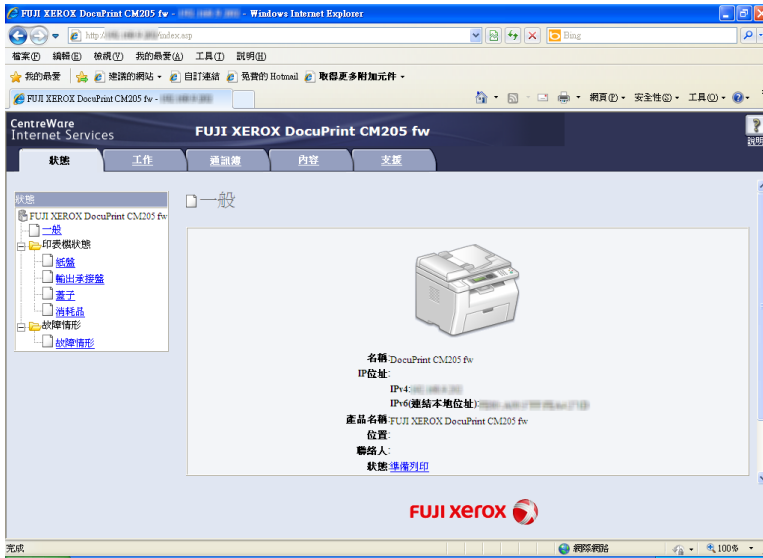 FUJI XEROX DocuPrint CM205 fw - - Windows Internet Explorer
http:// /index.asp
Bing
檔案(F) 編輯(E) 檢視(V) 我的最愛(A) 工具(T) 說明(H)
我的最愛 建議的網站 自訂連結 免費的 Hotmail 取得更多附加元件
FUJI XEROX DocuPrint CM205 fw -
網頁(P) 安全性(S) 工具(O)
CentreWare
Internet Services
FUJI XEROX DocuPrint CM205 fw
說明
狀態 工作 通訊簿 內容 支援
狀態
FUJI XEROX DocuPrint CM205 fw
一般
印表機狀態
紙盤
輸出承接盤
蓋子
消耗品
故障情形
故障情形
一般
名稱:DocuPrint CM205 fw
IP位址:
IPv4:
IPv6(連結本地位址):
產品名稱:FUJI XEROX DocuPrint CM205 fw
位置:
聯絡人:
狀態:準備列印
FUJI XEROX
完成
網際網路
100%